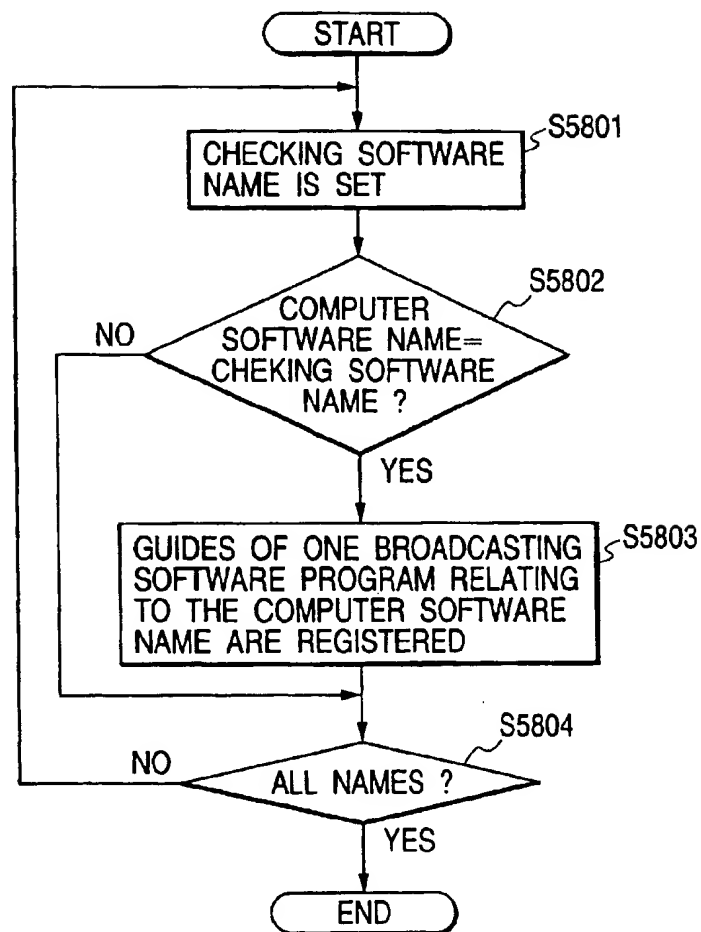 START
S5801
CHECKING SOFTWARE
NAME IS SET
S5802
COMPUTER
SOFTWARE NAME=
CHEKING SOFTWARE
NAME ?
NO
YES
S5803
GUIDES OF ONE BROADCASTING
SOFTWARE PROGRAM RELATING
TO THE COMPUTER SOFTWARE
NAME ARE REGISTERED
S5804
ALL NAMES ?
NO
YES
END